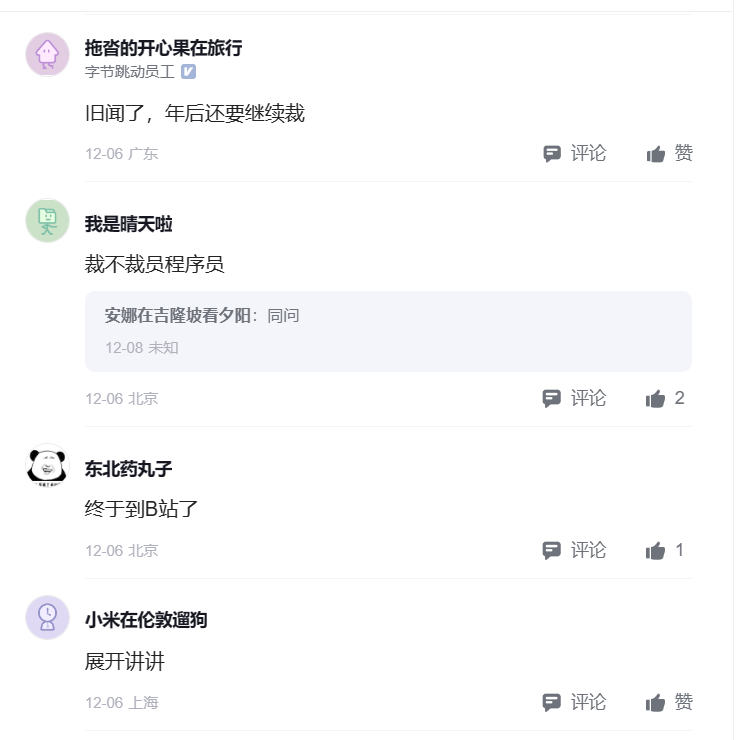 拖沓的开心果在旅行
字节跳动员工
旧闻了，年后还要继续裁
12-06 广东
评论
赞
我是晴天啦
裁不裁员程序员
安娜在吉隆坡看夕阳：同问
12-08 未知
12-06 北京
评论
2
东北药丸子
终于到B站了
12-06 北京
评论
1
小米在伦敦遛狗
展开讲讲
12-06 上海
评论
赞